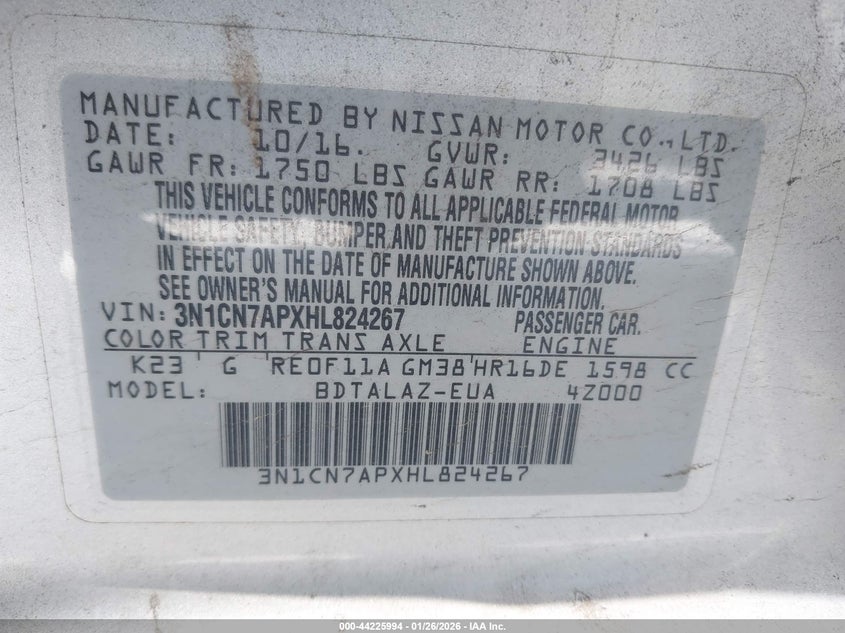 MANUFACTURED BY NISSAN MOTOR CO., LTD.
DATE: 10/16. GVWR: 3426 LBS
GAWR FR: 1750 LBS GAWR RR: 1708 LBS
THIS VEHICLE CONFORMS TO ALL APPLICABLE FEDERAL MOTOR
VEHICLE SAFETY, BUMPER AND THEFT PREVENTION STANDARDS
IN EFFECT ON THE DATE OF MANUFACTURE SHOWN ABOVE.
SEE OWNER'S MANUAL FOR ADDITIONAL INFORMATION.
VIN: 3N1CN7APXHL824267 PASSENGER CAR.
COLOR TRIM TRANS AXLE ENGINE
K23 G RE0F11A GM38 HR16DE 1598 CC
MODEL: BDTALAZ-EUA 4Z000
3N1CN7APXHL824267
000-44225994 | 01/26/2026 - IAA Inc.